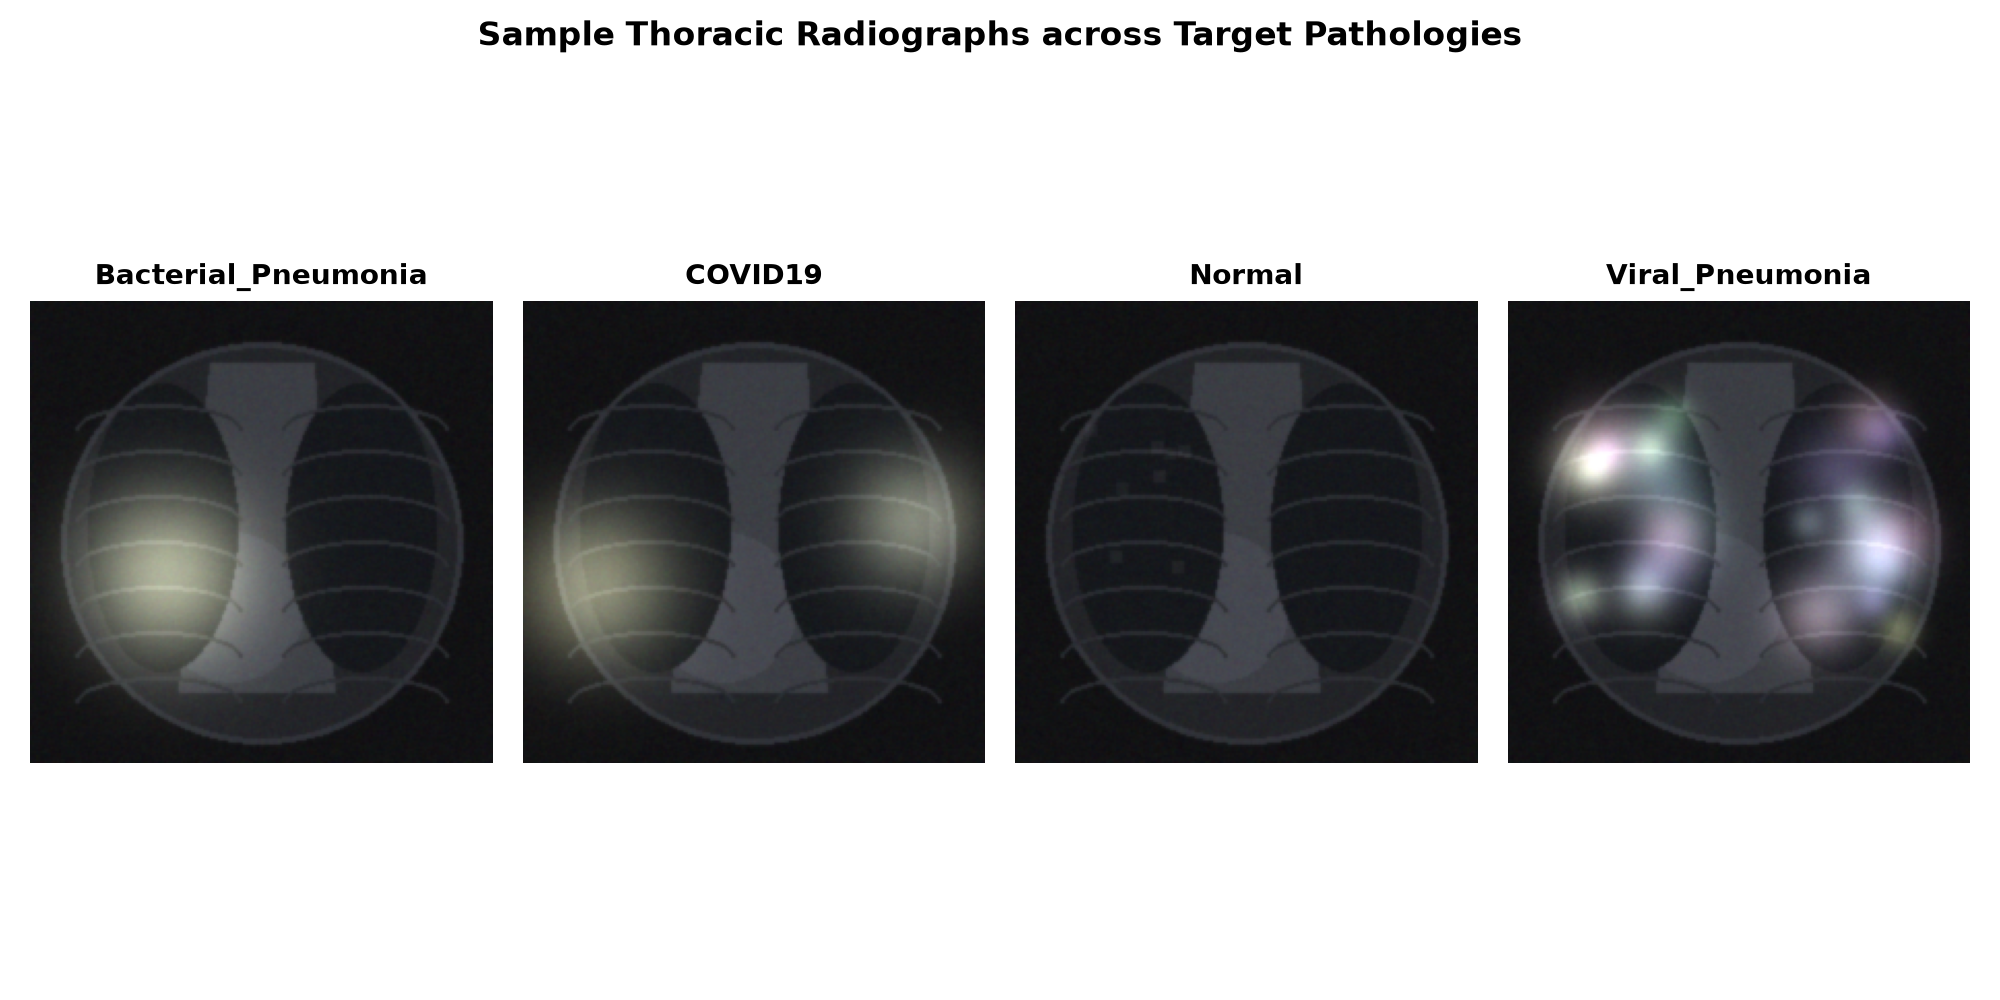 Sample Thoracic Radiographs across Target Pathologies
Bacterial_Pneumonia
COVID19
Normal
Viral_Pneumonia